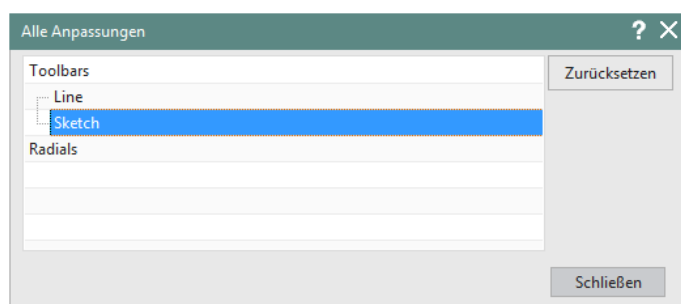 Alle Anpassungen
?
Toolbars
Zurücksetzen
Line
Sketch
Radials
Schließen